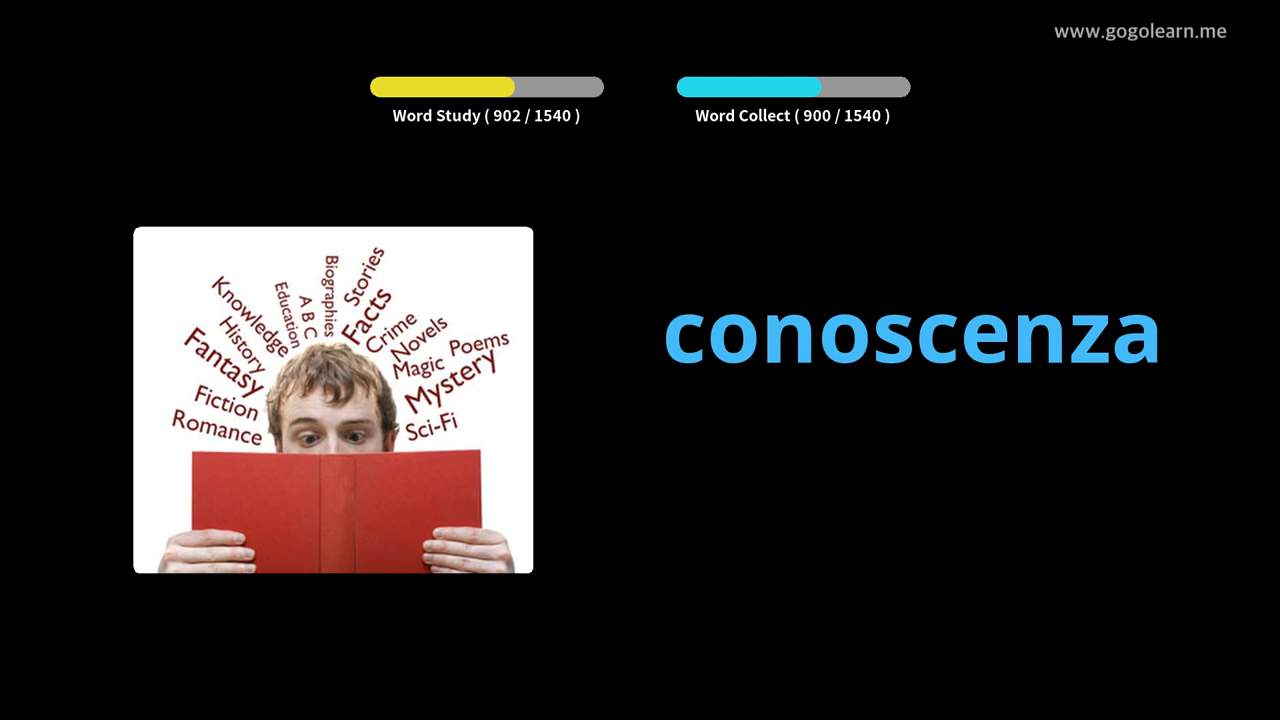 www.gogolearn.me
Word Study ( 902 / 1540 )
Word Collect ( 900 / 1540 )
conoscenza
Romance
Fiction
Fantasy
History
Knowledge
Education
A B C
Biographies
Stories
Facts
Crime
Novels
Magic
Poems
Mystery
Sci-Fi